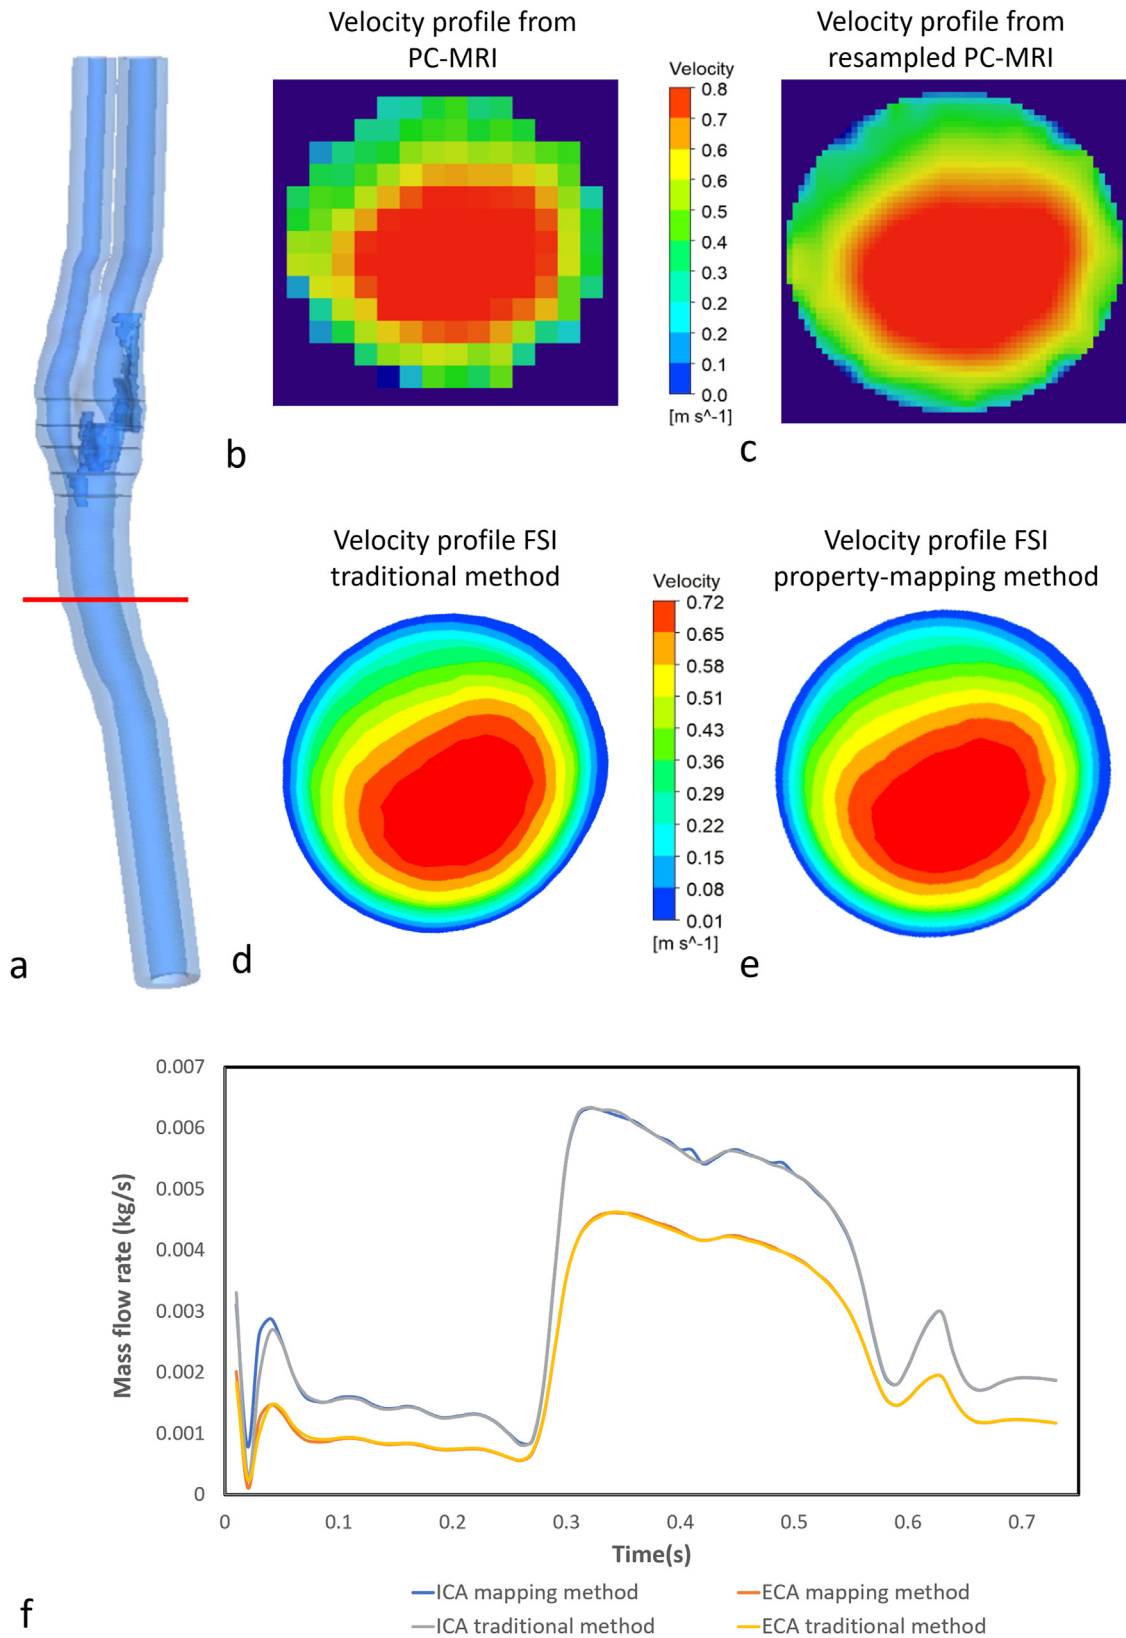 a
Velocity profile from
PC-MRI
Velocity
0.8
0.7
0.6
0.6
0.5
0.4
0.3
0.2
0.2
0.1
0.0
[m s^-1]
b
Velocity profile from
resampled PC-MRI
c
Velocity profile FSI
traditional method
Velocity
0.72
0.65
0.58
0.51
0.43
0.36
0.29
0.22
0.15
0.08
0.01
[m s^-1]
d
Velocity profile FSI
property-mapping method
e
0.007
0.006
0.005
0.004
0.003
0.002
0.001
0
Mass flow rate (kg/s)
0 0.1 0.2 0.3 0.4 0.5 0.6 0.7
Time(s)
ICA mapping method ECA mapping method
ICA traditional method ECA traditional method
f